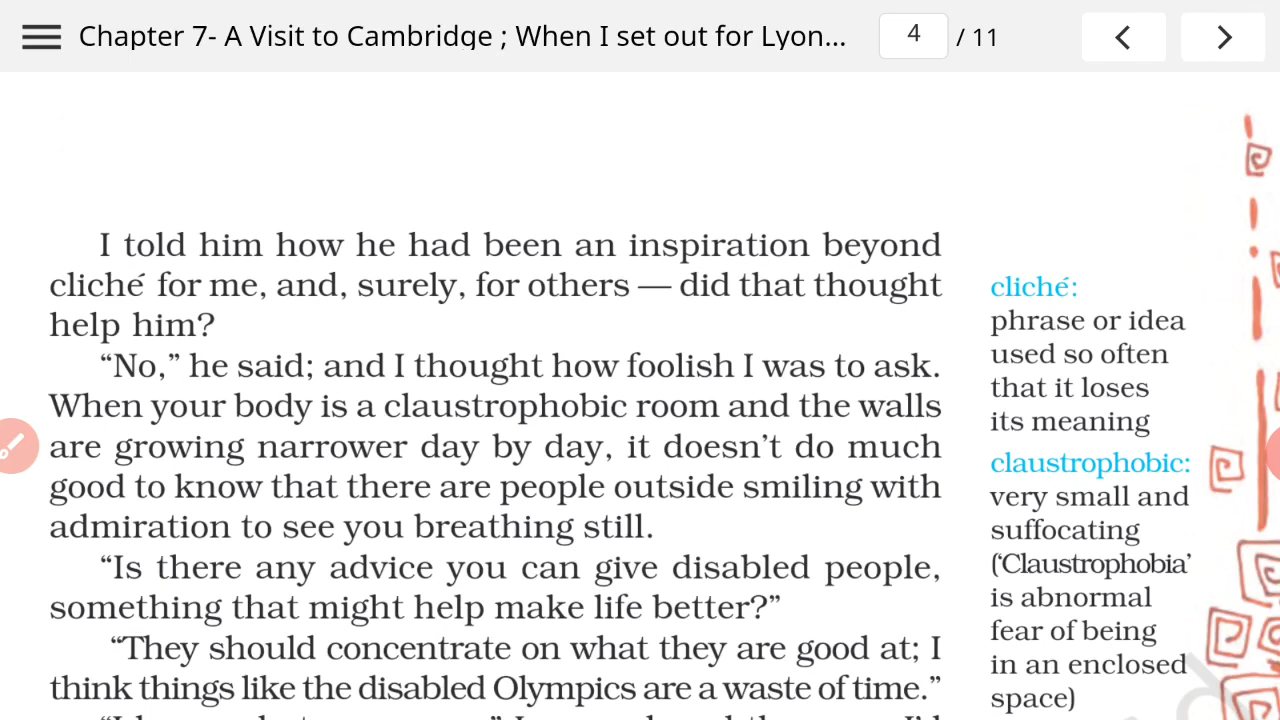 Chapter 7- A Visit to Cambridge ; When I set out for Lyon...
4 / 11
I told him how he had been an inspiration beyond
cliché for me, and, surely, for others — did that thought
help him?
“No,” he said; and I thought how foolish I was to ask.
When your body is a claustrophobic room and the walls
are growing narrower day by day, it doesn’t do much
good to know that there are people outside smiling with
admiration to see you breathing still.
“Is there any advice you can give disabled people,
something that might help make life better?”
“They should concentrate on what they are good at; I
think things like the disabled Olympics are a waste of time.”
cliché:
phrase or idea
used so often
that it loses
its meaning
claustrophobic:
very small and
suffocating
(‘Claustrophobia’
is abnormal
fear of being
in an enclosed
space)